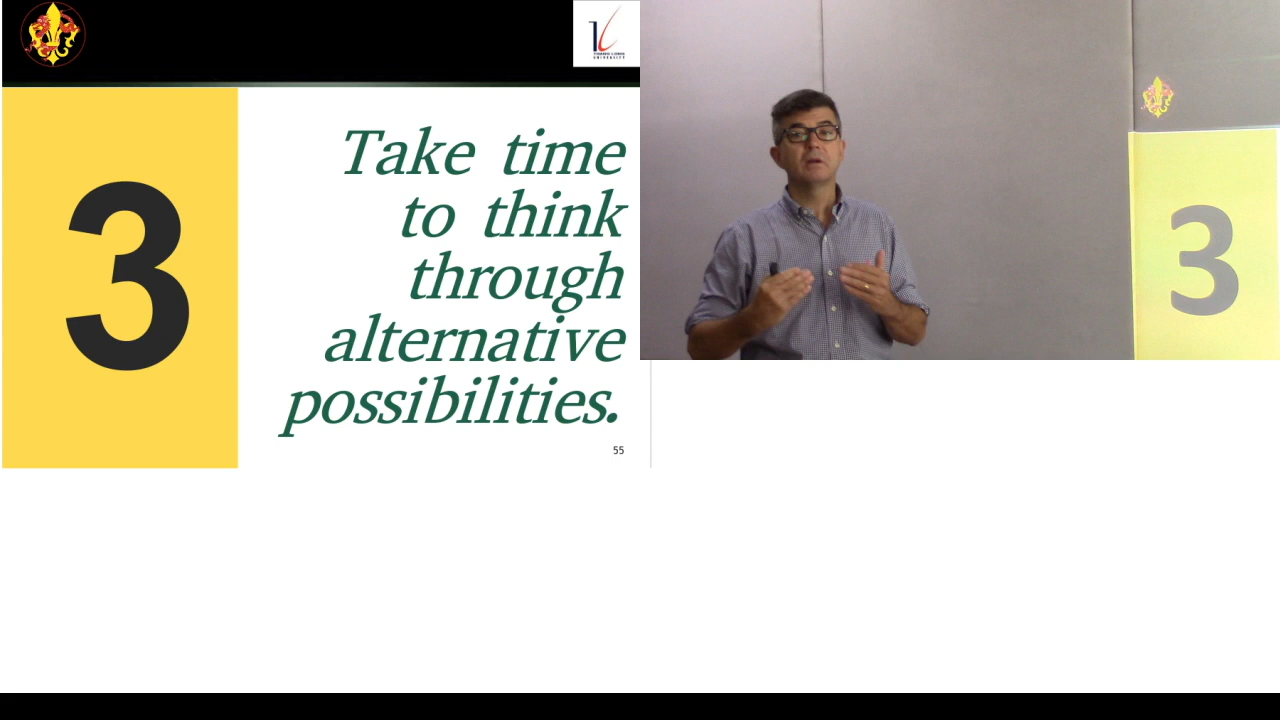 3
Take time
to think
through
alternative
possibilities.
55
3